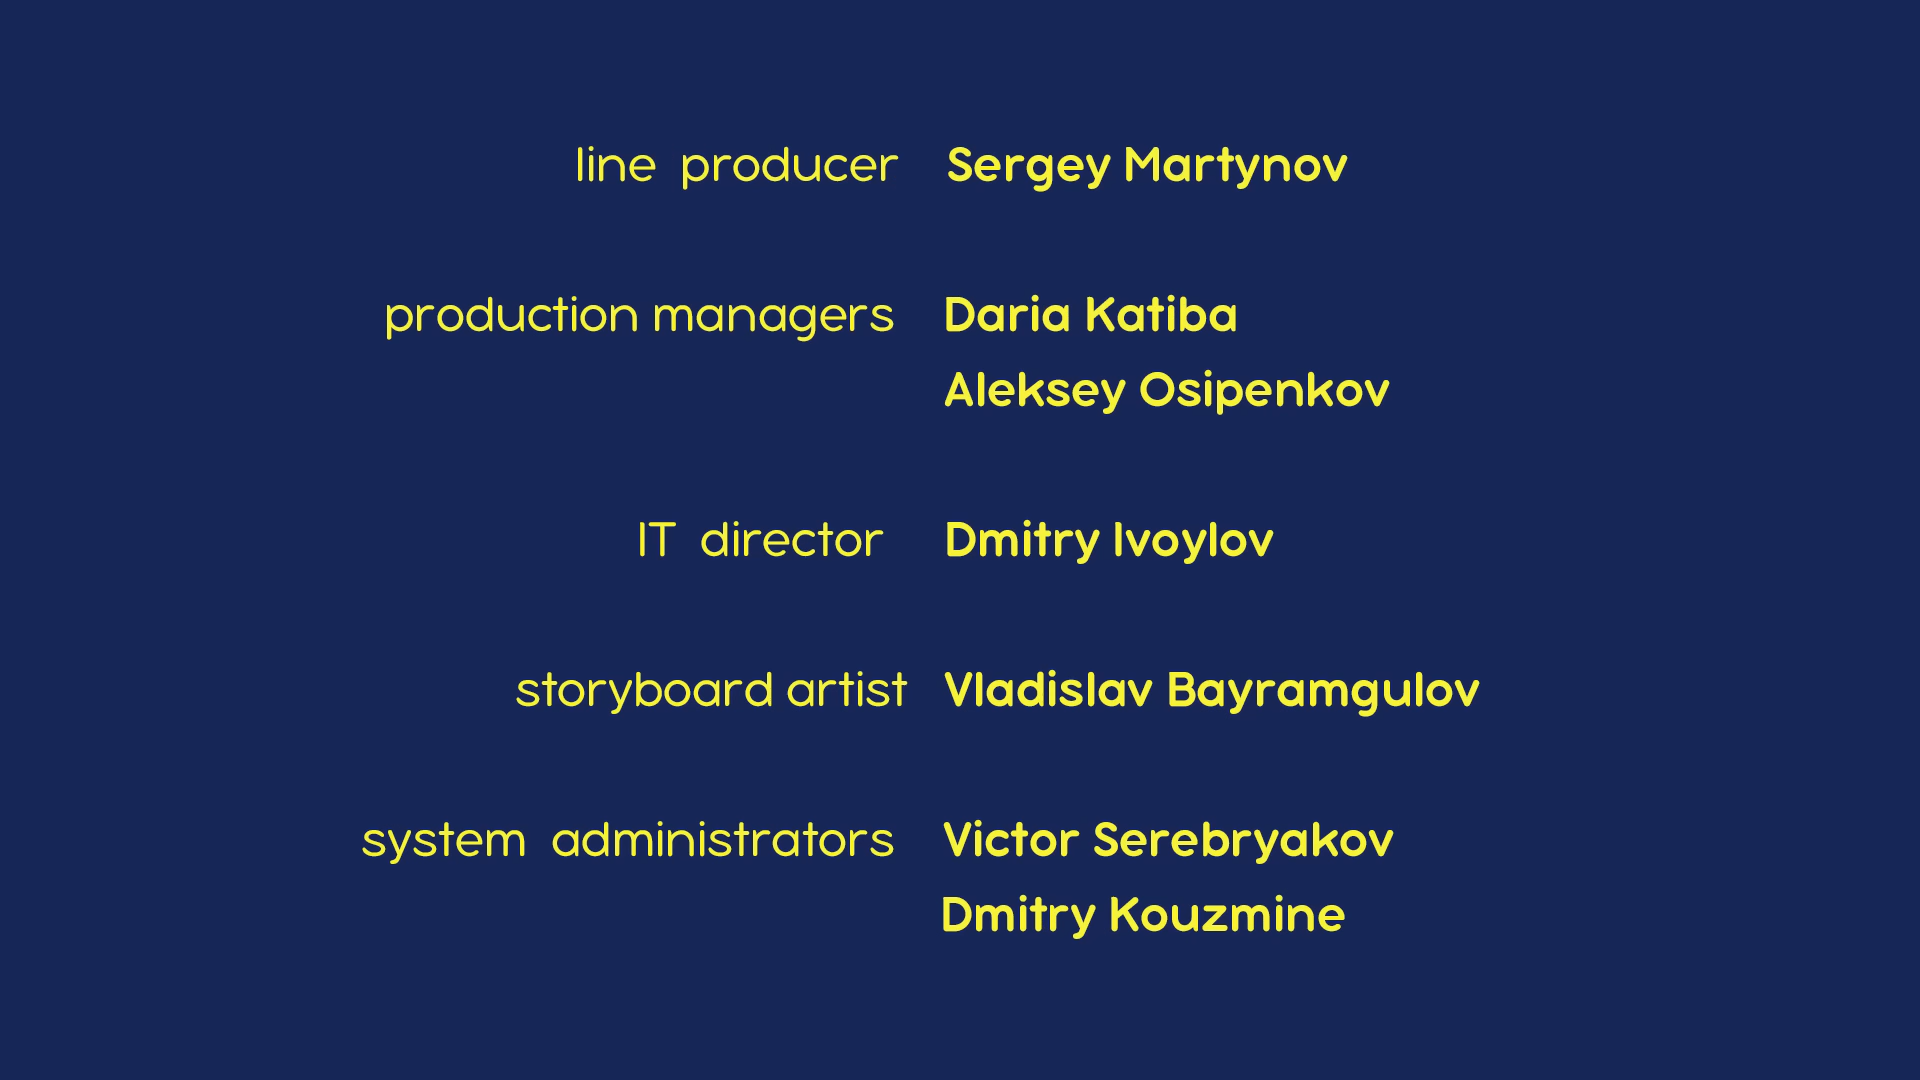 line producer Sergey Martynov
production managers Daria Katiba
Aleksey Osipenkov
IT director Dmitry Ivoylov
storyboard artist Vladislav Bayramgulov
system administrators Victor Serebryakov
Dmitry Kouzmine